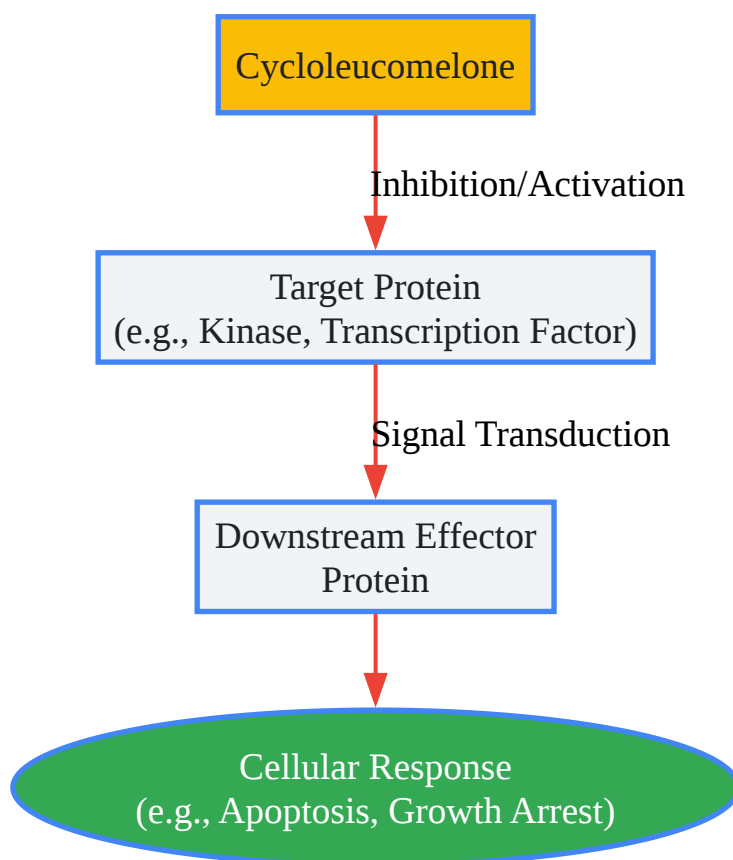 Cycloleucomelone
Inhibition/Activation
Target Protein
(e.g., Kinase, Transcription Factor)
Signal Transduction
Downstream Effector
Protein
Cellular Response
(e.g., Apoptosis, Growth Arrest)